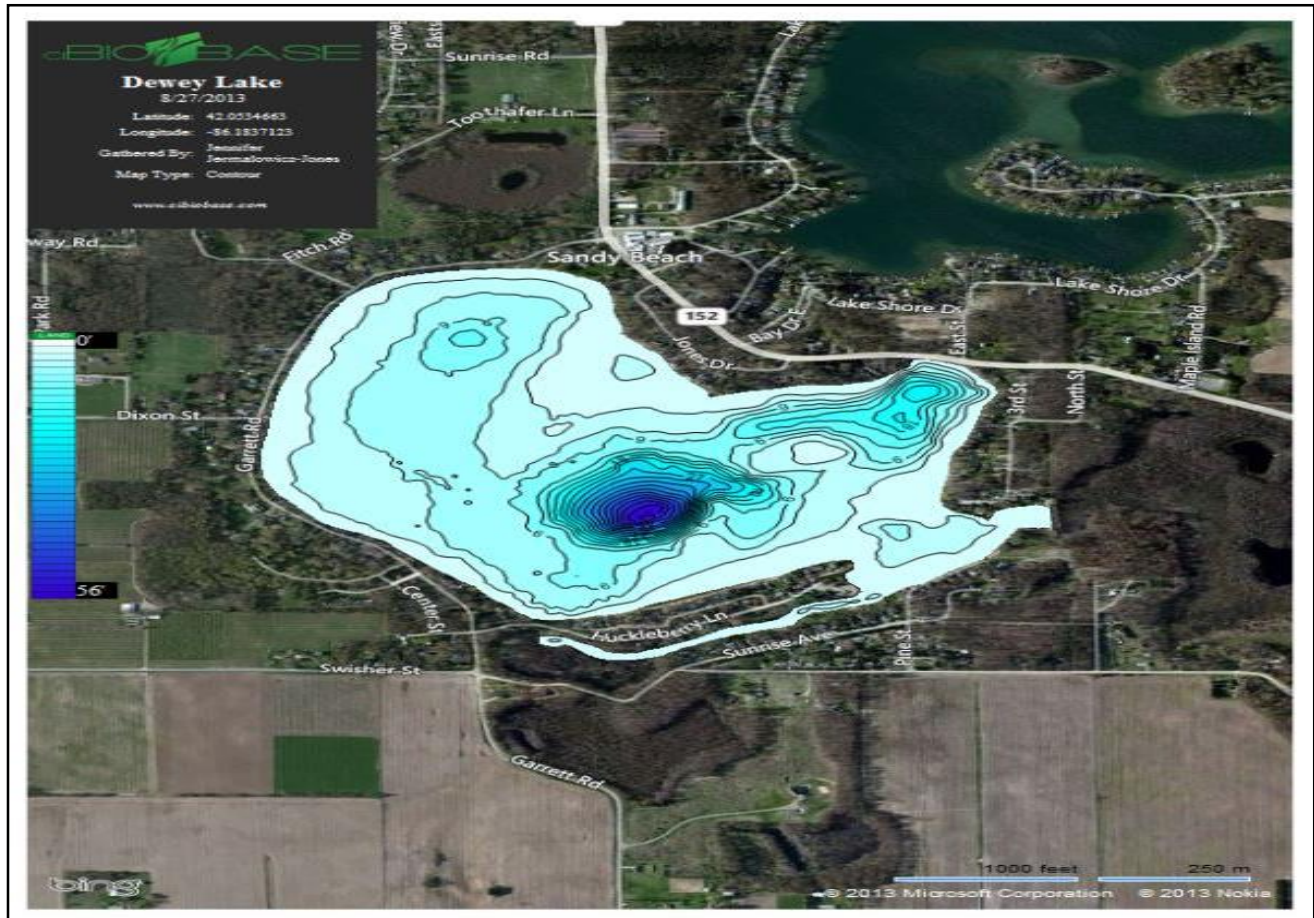 ciBIOBASE
Dewey Lake
8/27/2013
Latitude: 42.0534663
Longitude: -86.1837123
Gathered By: Jennifer
Jermalowicz-Jones
Map Type: Contour
www.cibiobase.com
Sunrise Rd
Toothafer Ln
way Rd
Fitch Rd
Sandy Beach
152
Jones Dr
Bay Dr E
Lake Shore Dr
Lake Shore Dr
East St
Maple Island Rd
3rd St
North St
0'
56'
Dixon St
Garrett Rd
Center St
Huckleberry Ln
Sunrise Ave
Pine St
Swisher St
Garrett Rd
bing
1000 feet
250 m
© 2013 Microsoft Corporation © 2013 Nokia